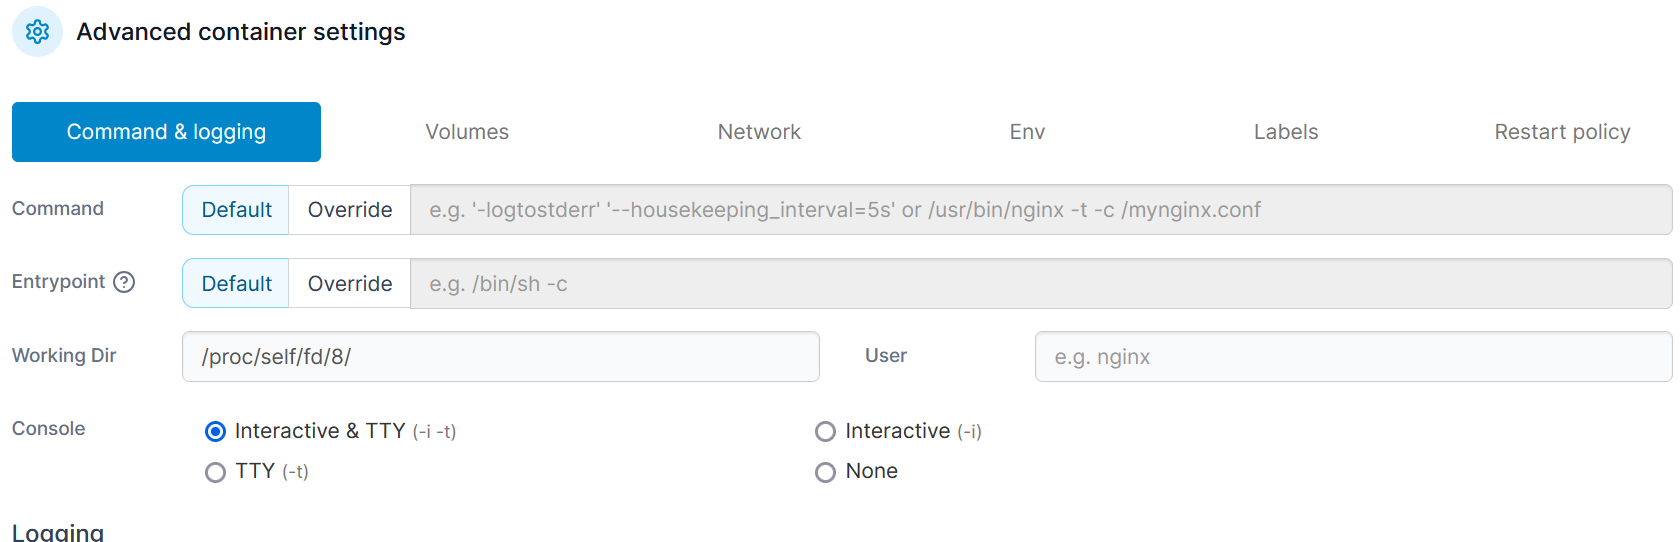 Advanced container settings
Command & logging Volumes Network Env Labels Restart policy
Command Default Override e.g. '-logtostderr' '--housekeeping_interval=5s' or /usr/bin/nginx -t -c /mynginx.conf
Entrypoint ? Default Override e.g. /bin/sh -c
Working Dir /proc/self/fd/8/ User e.g. nginx
Console Interactive & TTY (-i -t) Interactive (-i)
TTY (-t) None
Logging